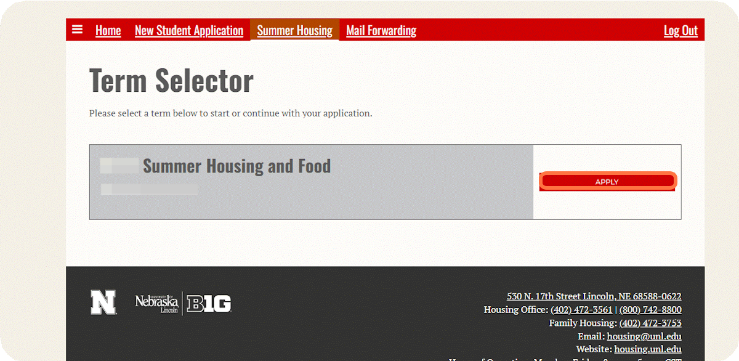 Home New Student Application Summer Housing Mail Forwarding Log Out
Term Selector
Please select a term below to start or continue with your application.
Summer Housing and Food
APPLY
N
Nebraska
Lincoln
B1G
530 N. 17th Street Lincoln, NE 68588-0622
Housing Office: (402) 472-3561 | (800) 742-8800
Family Housing: (402) 472-3753
Email: housing@unl.edu
Website: housing.unl.edu